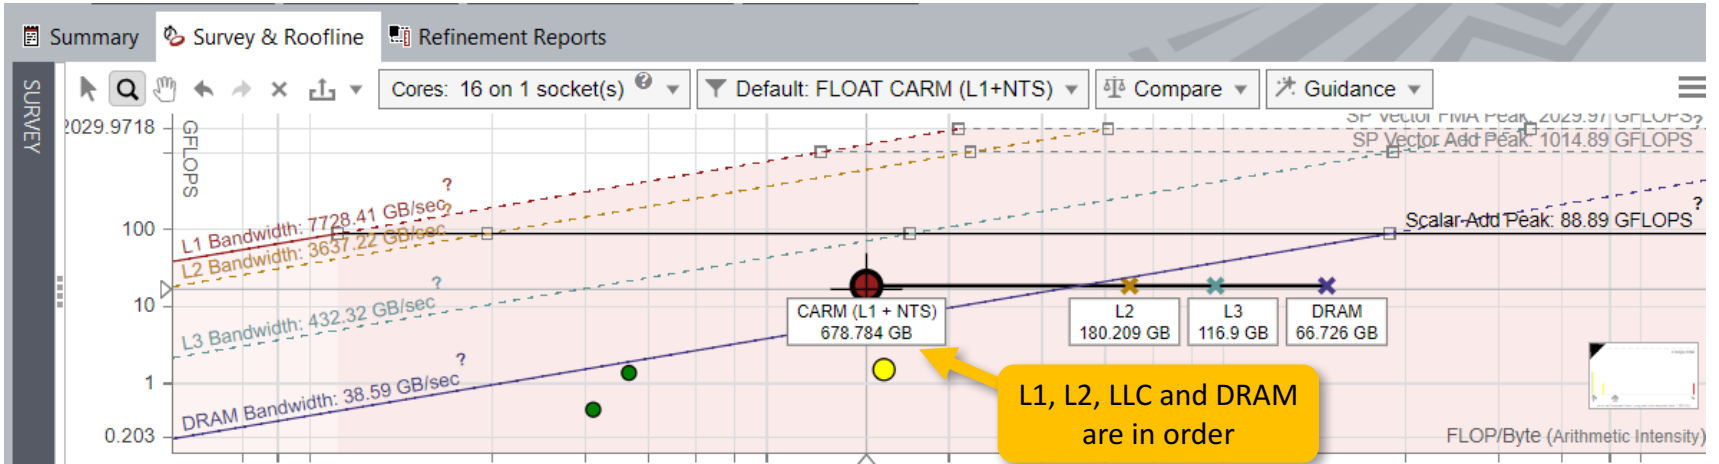 Summary
Survey & Roofline
Refinement Reports
SURVEY
Cores: 16 on 1 socket(s) ?
Default: FLOAT CARM (L1+NTS)
Compare
Guidance
2029.9718
GFLOPS
SP Vector FMA Peak: 2029.97 GFLOPS
?
SP Vector Add Peak: 1014.89 GFLOPS
?
L1 Bandwidth: 7728.41 GB/sec
?
100
L2 Bandwidth: 3637.22 GB/sec
?
Scalar Add Peak: 88.89 GFLOPS
?
L3 Bandwidth: 432.32 GB/sec
10
CARM (L1 + NTS)
678.784 GB
L2
180.209 GB
L3
116.9 GB
DRAM
66.726 GB
?
DRAM Bandwidth: 38.59 GB/sec
1
L1, L2, LLC and DRAM
are in order
0.203
FLOP/Byte (Arithmetic Intensity)